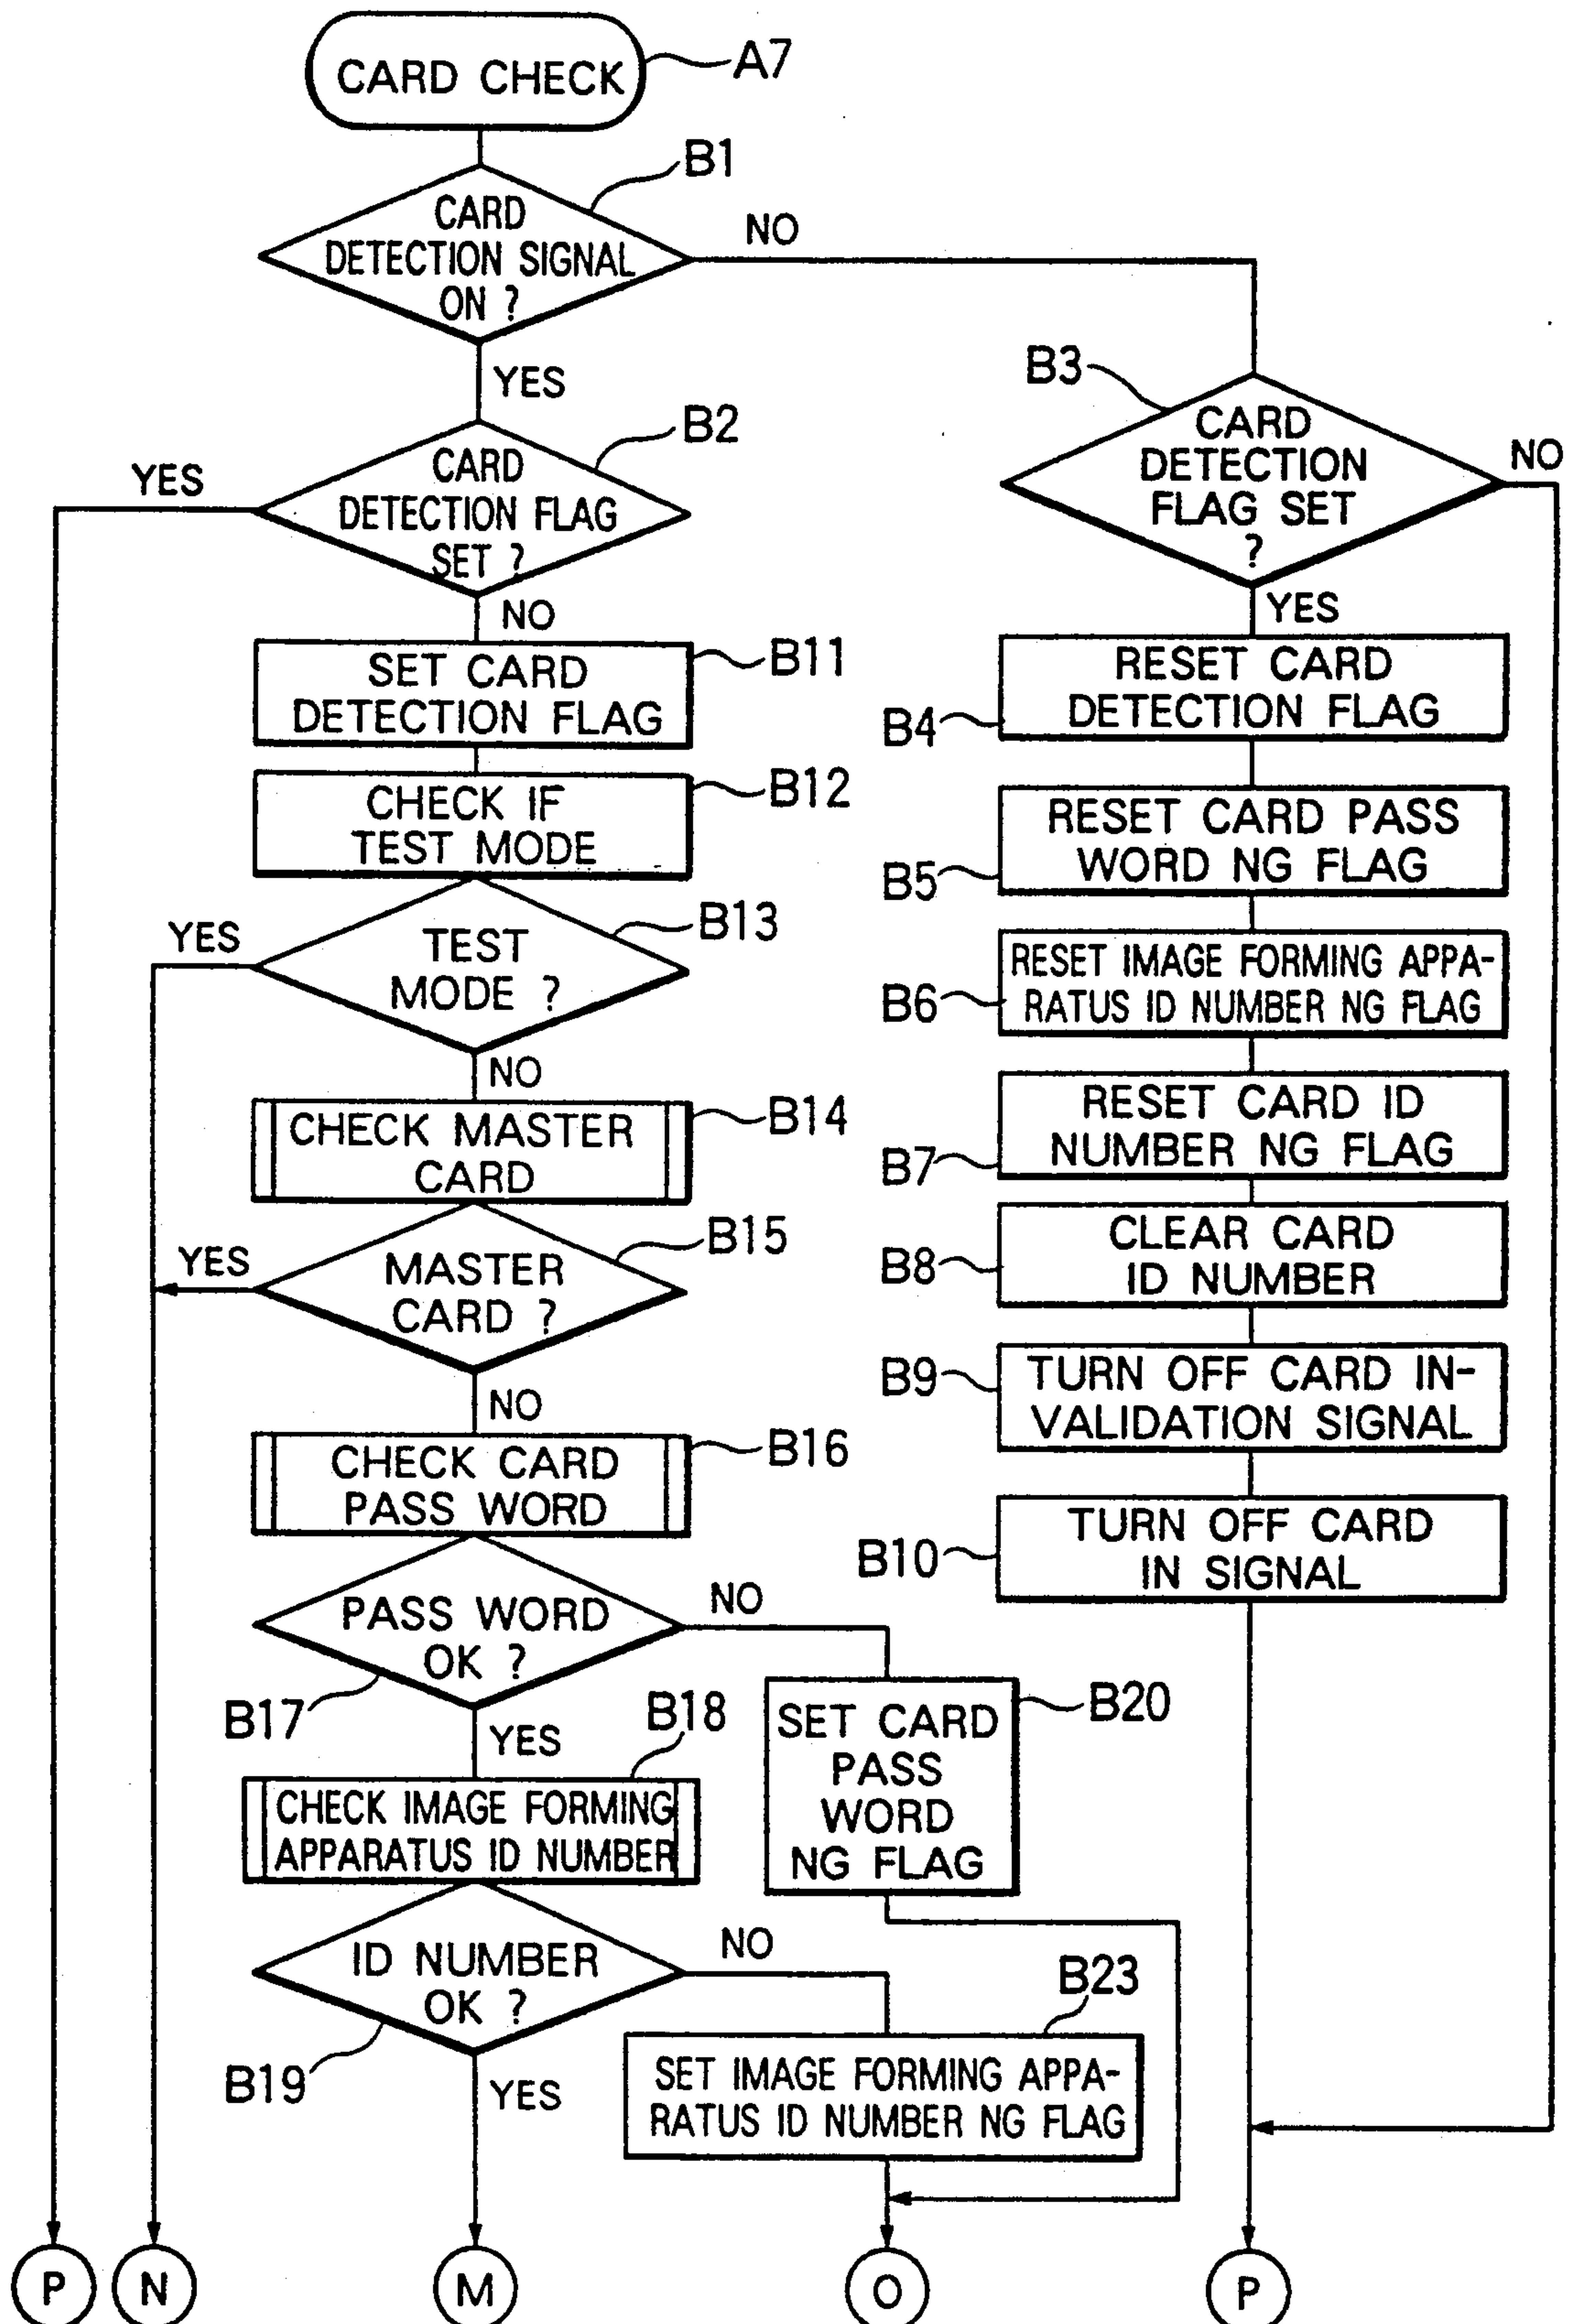 CARD CHECK
A7
B1
CARD
DETECTION SIGNAL
ON ?
NO
YES
B2
CARD
DETECTION FLAG
SET ?
YES
NO
B3
CARD
DETECTION
FLAG SET
?
NO
YES
SET CARD
DETECTION FLAG
B11
CHECK IF
TEST MODE
B12
TEST
MODE ?
B13
YES
NO
CHECK MASTER
CARD
B14
MASTER
CARD ?
B15
YES
NO
CHECK CARD
PASS WORD
B16
PASS WORD
OK ?
B17
NO
YES
B18
CHECK IMAGE FORMING
APPARATUS ID NUMBER
ID NUMBER
OK ?
B19
NO
YES
SET CARD
PASS
WORD
NG FLAG
B20
B23
SET IMAGE FORMING APPA-
RATUS ID NUMBER NG FLAG
RESET CARD
DETECTION FLAG
B4
RESET CARD PASS
WORD NG FLAG
B5
RESET IMAGE FORMING APPA-
RATUS ID NUMBER NG FLAG
B6
RESET CARD ID
NUMBER NG FLAG
B7
CLEAR CARD
ID NUMBER
B8
TURN OFF CARD IN-
VALIDATION SIGNAL
B9
TURN OFF CARD
IN SIGNAL
B10
P
N
M
O
P